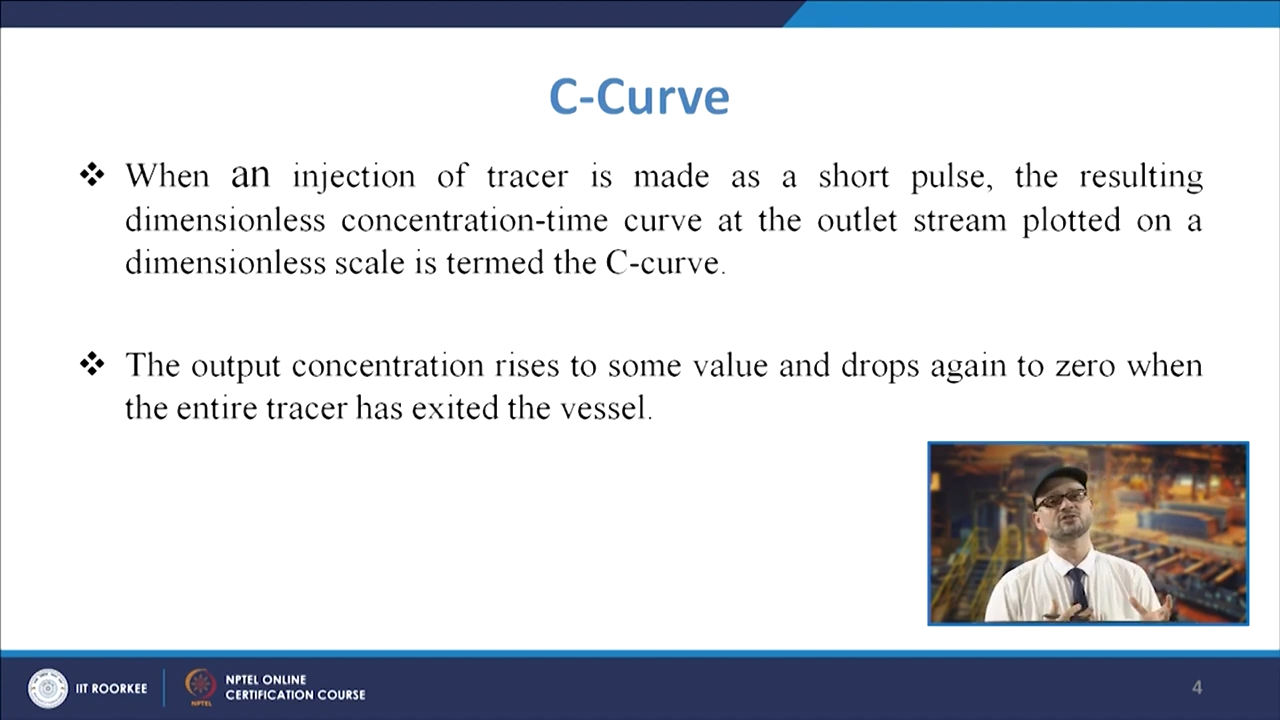 C-Curve
❖ When an injection of tracer is made as a short pulse, the resulting
dimensionless concentration-time curve at the outlet stream plotted on a
dimensionless scale is termed the C-curve.
❖ The output concentration rises to some value and drops again to zero when
the entire tracer has exited the vessel.
IIT ROORKEE
NPTEL
NPTEL ONLINE
CERTIFICATION COURSE
4